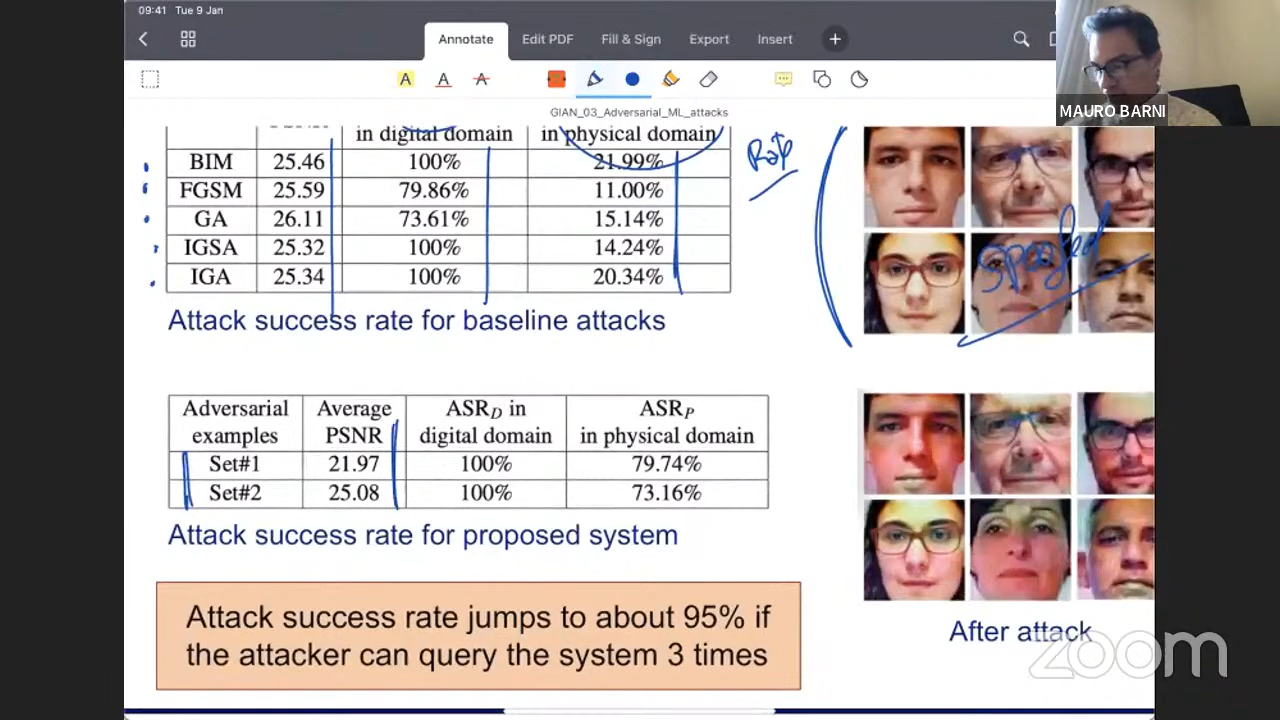 09:41 Tue 9 Jan
Annotate Edit PDF Fill & Sign Export Insert +
MAURO BARNI
A A A
GIAN_03_Adversarial_ML_attacks
in digital domain in physical domain
BIM 25.46 100% 21.99%
FGSM 25.59 79.86% 11.00%
GA 26.11 73.61% 15.14%
IGSA 25.32 100% 14.24%
IGA 25.34 100% 20.34%
spoofed
Attack success rate for baseline attacks
Adversarial Average ASRD in ASRP
examples PSNR digital domain in physical domain
Set#1 21.97 100% 79.74%
Set#2 25.08 100% 73.16%
Attack success rate for proposed system
Attack success rate jumps to about 95% if
the attacker can query the system 3 times
After attack
zoom